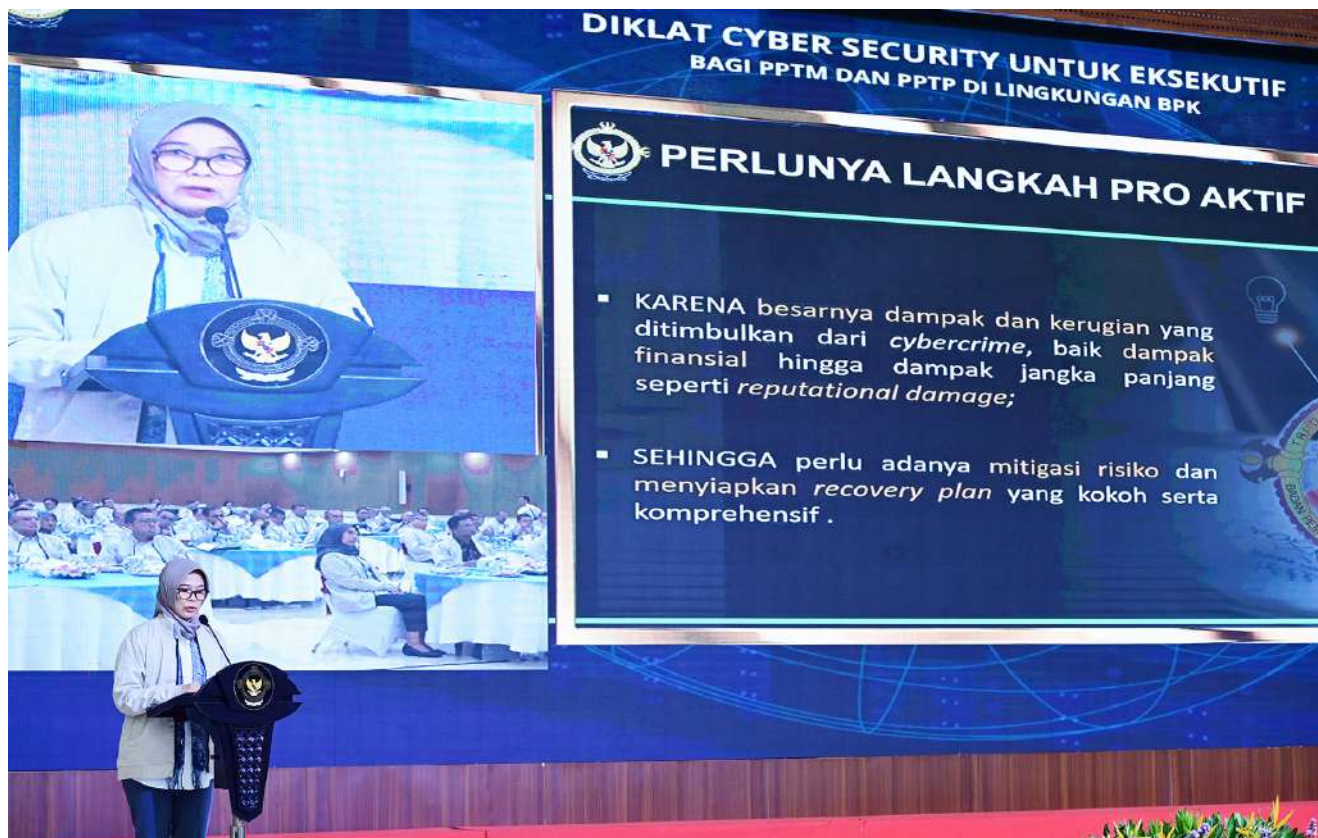 DIKLAT CYBER SECURITY UNTUK EKSEKUTIF
BAGI PPTM DAN PPTP DI LINGKUNGAN BPK
PERLUNYA LANGKAH PRO AKTIF
▪ KARENA besarnya dampak dan kerugian yang
ditimbulkan dari cybercrime, baik dampak
finansial hingga dampak jangka panjang
seperti reputational damage;
▪ SEHINGGA perlu adanya mitigasi risiko dan
menyiapkan recovery plan yang kokoh serta
komprehensif .